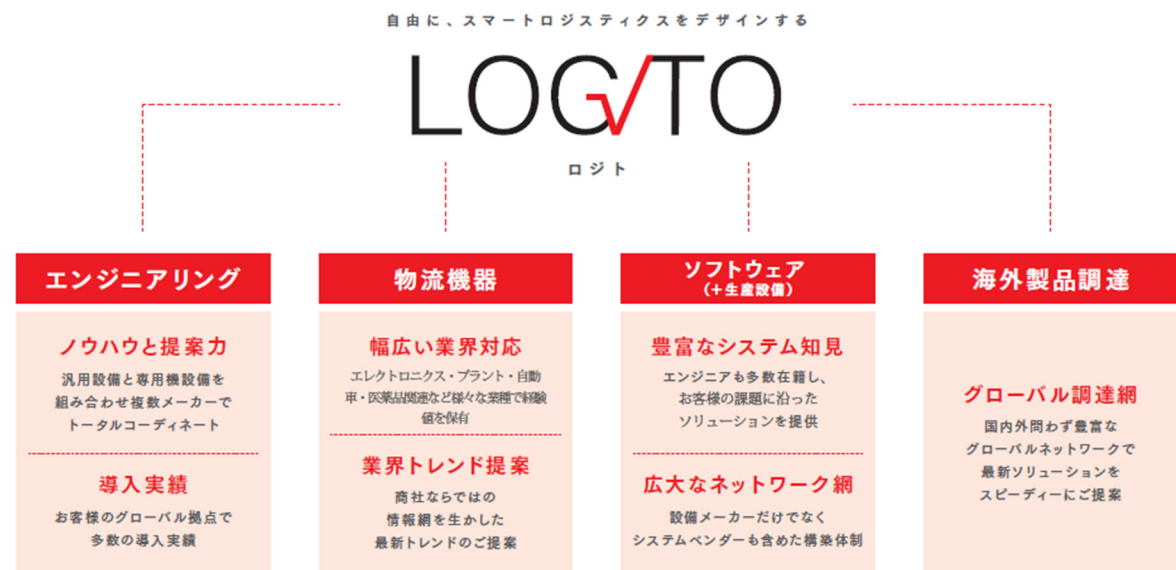 自由に、スマートロジスティクスをデザインする
LOGiTO
ロジト
エンジニアリング
ノウハウと提案力
汎用設備と専用機設備を
組み合わせ複数メーカーで
トータルコーディネート
導入実績
お客様のグローバル拠点で
多数の導入実績
物流機器
幅広い業界対応
エレクトロニクス・プラント・自動
車・医薬品関連など様々な業種で経験
値を保有
業界トレンド提案
商社ならではの
情報網を生かした
最新トレンドのご提案
ソフトウェア
(+生産設備)
豊富なシステム知見
エンジニアも多数在籍し、
お客様の課題に沿った
ソリューションを提供
広大なネットワーク網
設備メーカーだけでなく
システムベンダーも含めた構築体制
海外製品調達
グローバル調達網
国内外問わず豊富な
グローバルネットワークで
最新ソリューションを
スピーディーにご提案